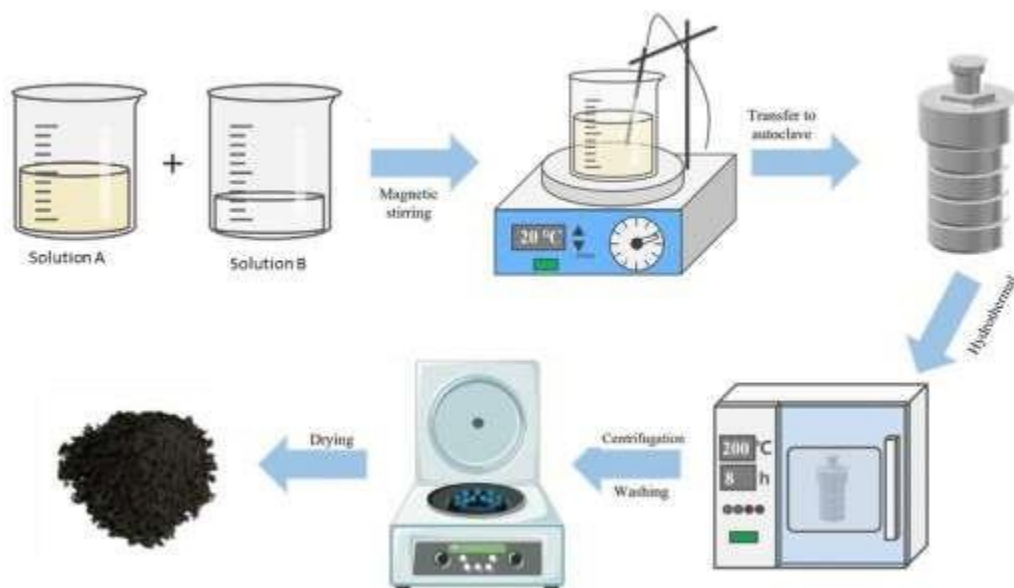 Solution A
+
Solution B
Magnetic
stirring
20 °C
Transfer to
autoclave
Hydrothermal
200 °C
8 h
Centrifugation
Washing
Drying